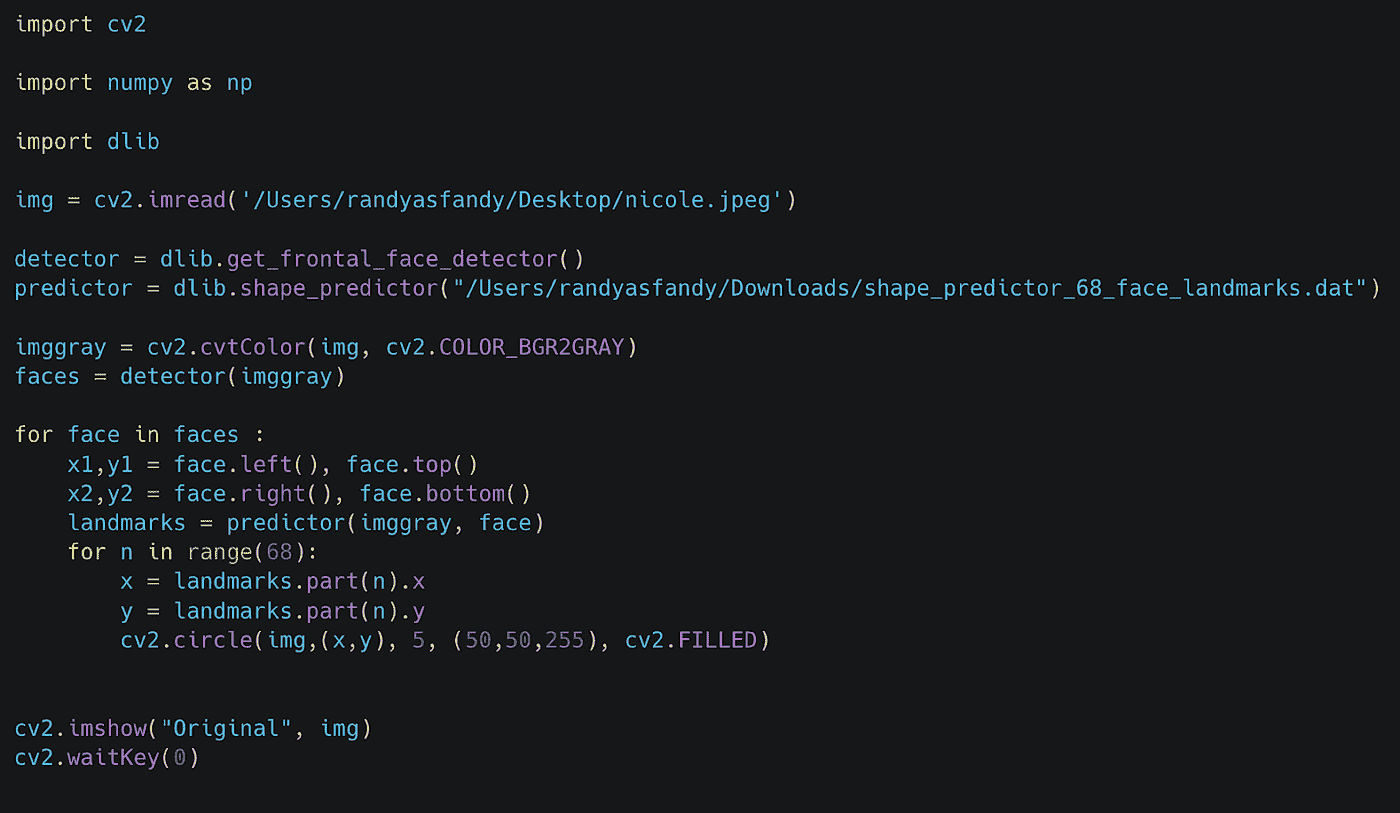 import cv2
import numpy as np
import dlib
img = cv2.imread('/Users/randyasfandy/Desktop/nicole.jpeg')
detector = dlib.get_frontal_face_detector()
predictor = dlib.shape_predictor("/Users/randyasfandy/Downloads/shape_predictor_68_face_landmarks.dat")
imggray = cv2.cvtColor(img, cv2.COLOR_BGR2GRAY)
faces = detector(imggray)
for face in faces :
    x1,y1 = face.left(), face.top()
    x2,y2 = face.right(), face.bottom()
    landmarks = predictor(imggray, face)
    for n in range(68):
        x = landmarks.part(n).x
        y = landmarks.part(n).y
        cv2.circle(img,(x,y), 5, (50,50,255), cv2.FILLED)
cv2.imshow("Original", img)
cv2.waitKey(0)